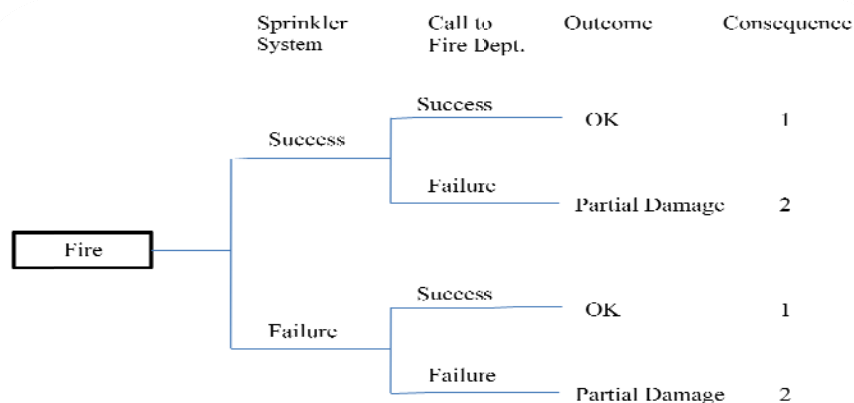 Sprinkler System
Call to Fire Dept.
Outcome
Consequence
Success
OK
1
Success
Failure
Partial Damage
2
Fire
Success
OK
1
Failure
Failure
Partial Damage
2